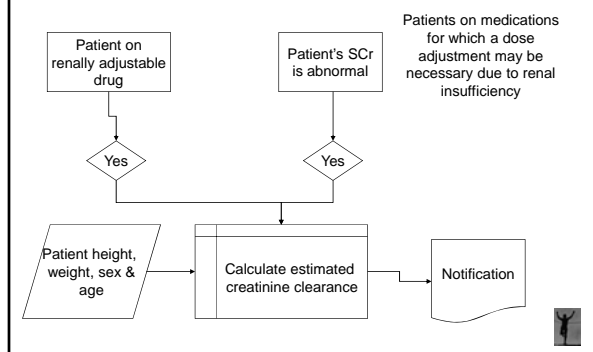 Patients on medications
for which a dose
adjustment may be
necessary due to renal
insufficiency
Patient on
renally adjustable
drug
Patient's SCr
is abnormal
Yes
Yes
Patient height,
weight, sex &
age
Calculate estimated
creatinine clearance
Notification